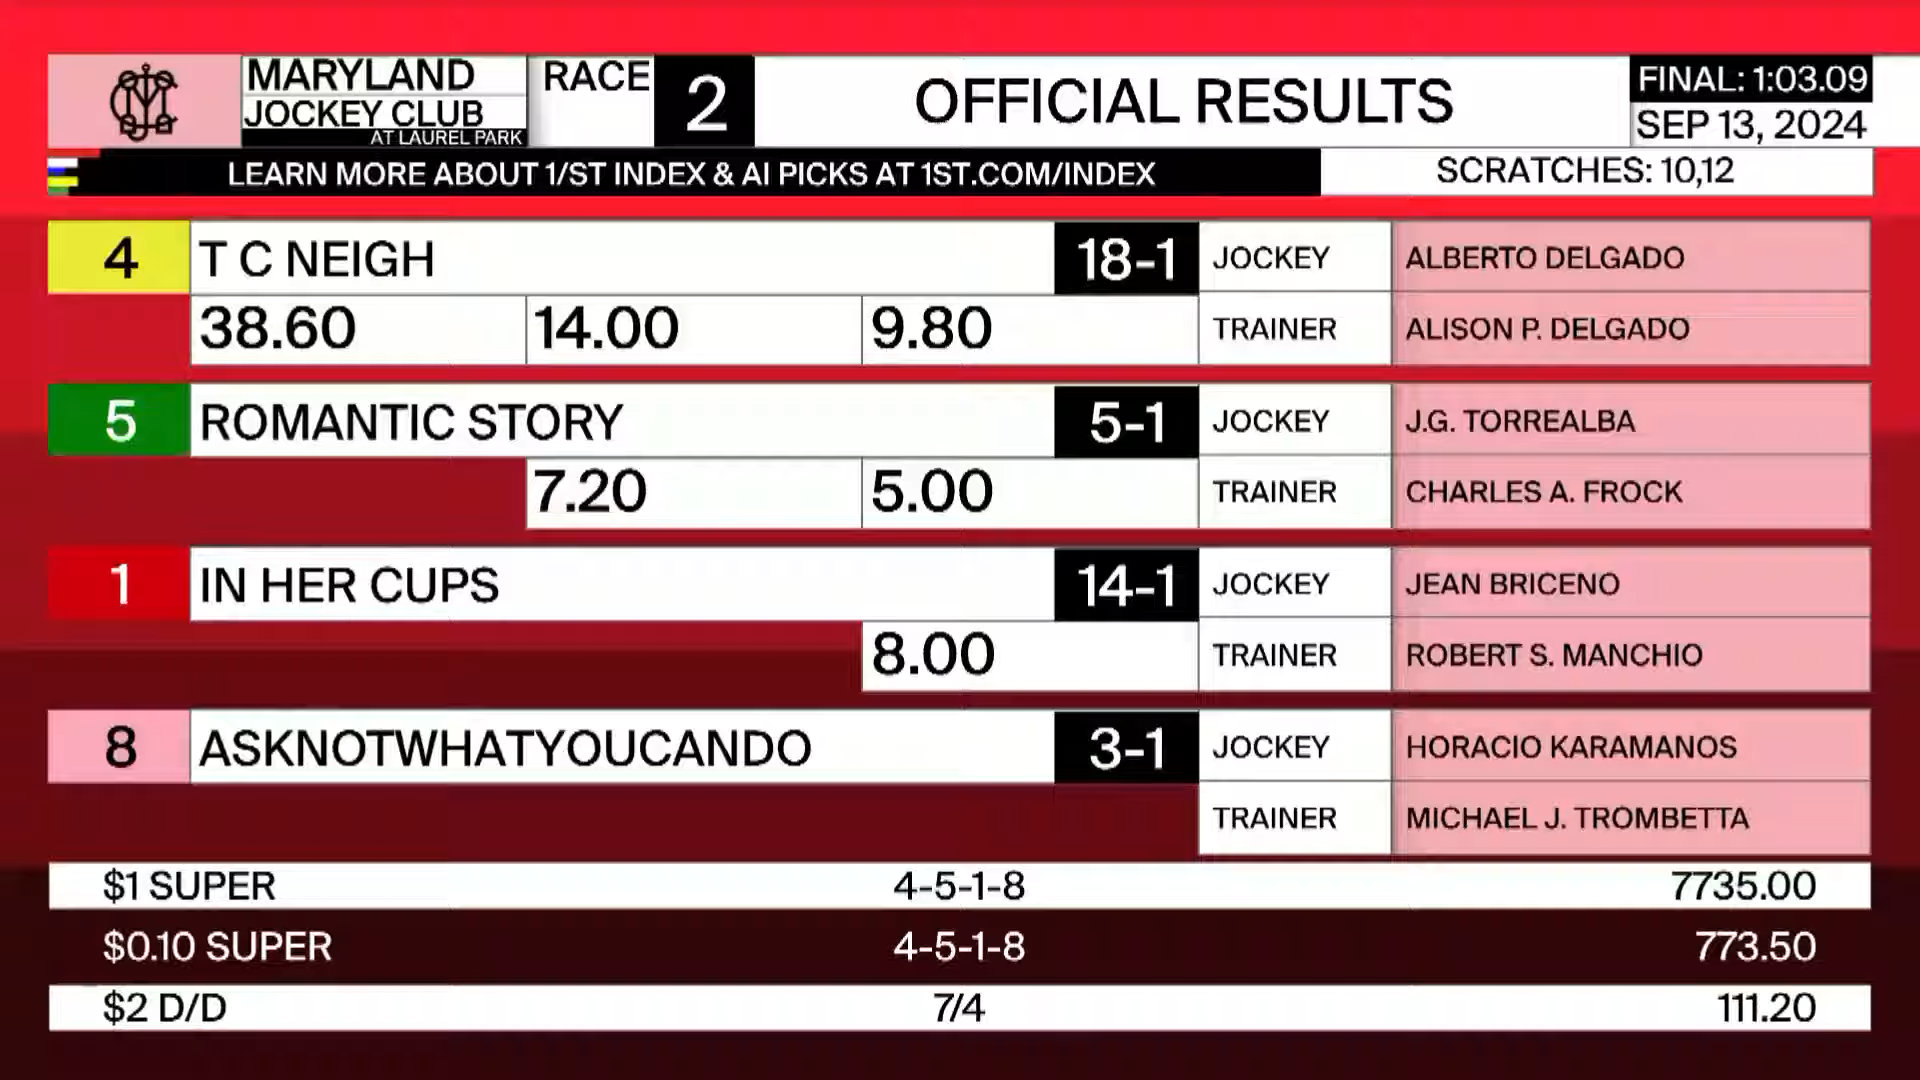 MARYLAND
JOCKEY CLUB
AT LAUREL PARK
RACE 2
OFFICIAL RESULTS
FINAL: 1:03.09
SEP 13, 2024
LEARN MORE ABOUT 1/ST INDEX & AI PICKS AT 1ST.COM/INDEX
SCRATCHES: 10,12
4 T C NEIGH 18-1 JOCKEY ALBERTO DELGADO
38.60 14.00 9.80 TRAINER ALISON P. DELGADO
5 ROMANTIC STORY 5-1 JOCKEY J.G. TORREALBA
7.20 5.00 TRAINER CHARLES A. FROCK
1 IN HER CUPS 14-1 JOCKEY JEAN BRICENO
8.00 TRAINER ROBERT S. MANCHIO
8 ASKNOTWHATYOUCANDO 3-1 JOCKEY HORACIO KARAMANOS
TRAINER MICHAEL J. TROMBETTA
$1 SUPER 4-5-1-8 7735.00
$0.10 SUPER 4-5-1-8 773.50
$2 D/D 7/4 111.20